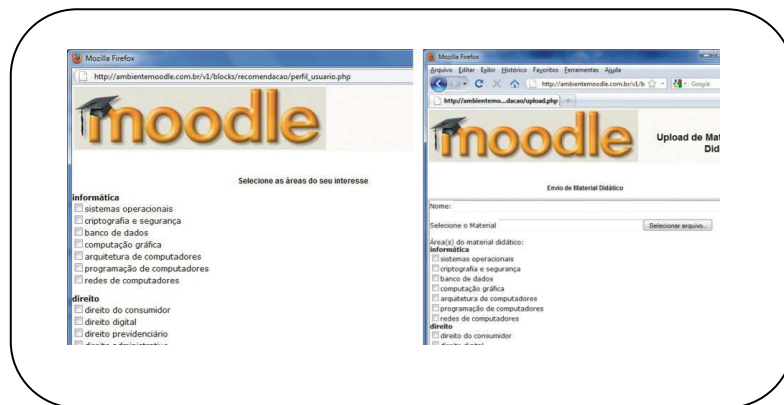 Mozilla Firefox
http://ambientemoodle.com.br/v1/blocks/recomendacao/perfil_usuario.php
moodle
Selecione as áreas do seu interesse
informática
sistemas operacionais
criptografia e segurança
banco de dados
computação gráfica
arquitetura de computadores
programação de computadores
redes de computadores
direito
direito do consumidor
direito digital
direito previdenciário
direito administrativo
Mozilla Firefox
Arquivo Editar Exibir Histórico Favoritos Ferramentas Ajuda
http://ambientemoodle.com.br/v1/b
Google
http://ambientemo...dacao/upload.php
moodle
Upload de Mat
Did
Envio de Material Didático
Nome:
Selecione o Material
Selecionar arquivo...
Área(s) do material didático:
informática
sistemas operacionais
criptografia e segurança
banco de dados
computação gráfica
arquitetura de computadores
programação de computadores
redes de computadores
direito
direito do consumidor
direito digital